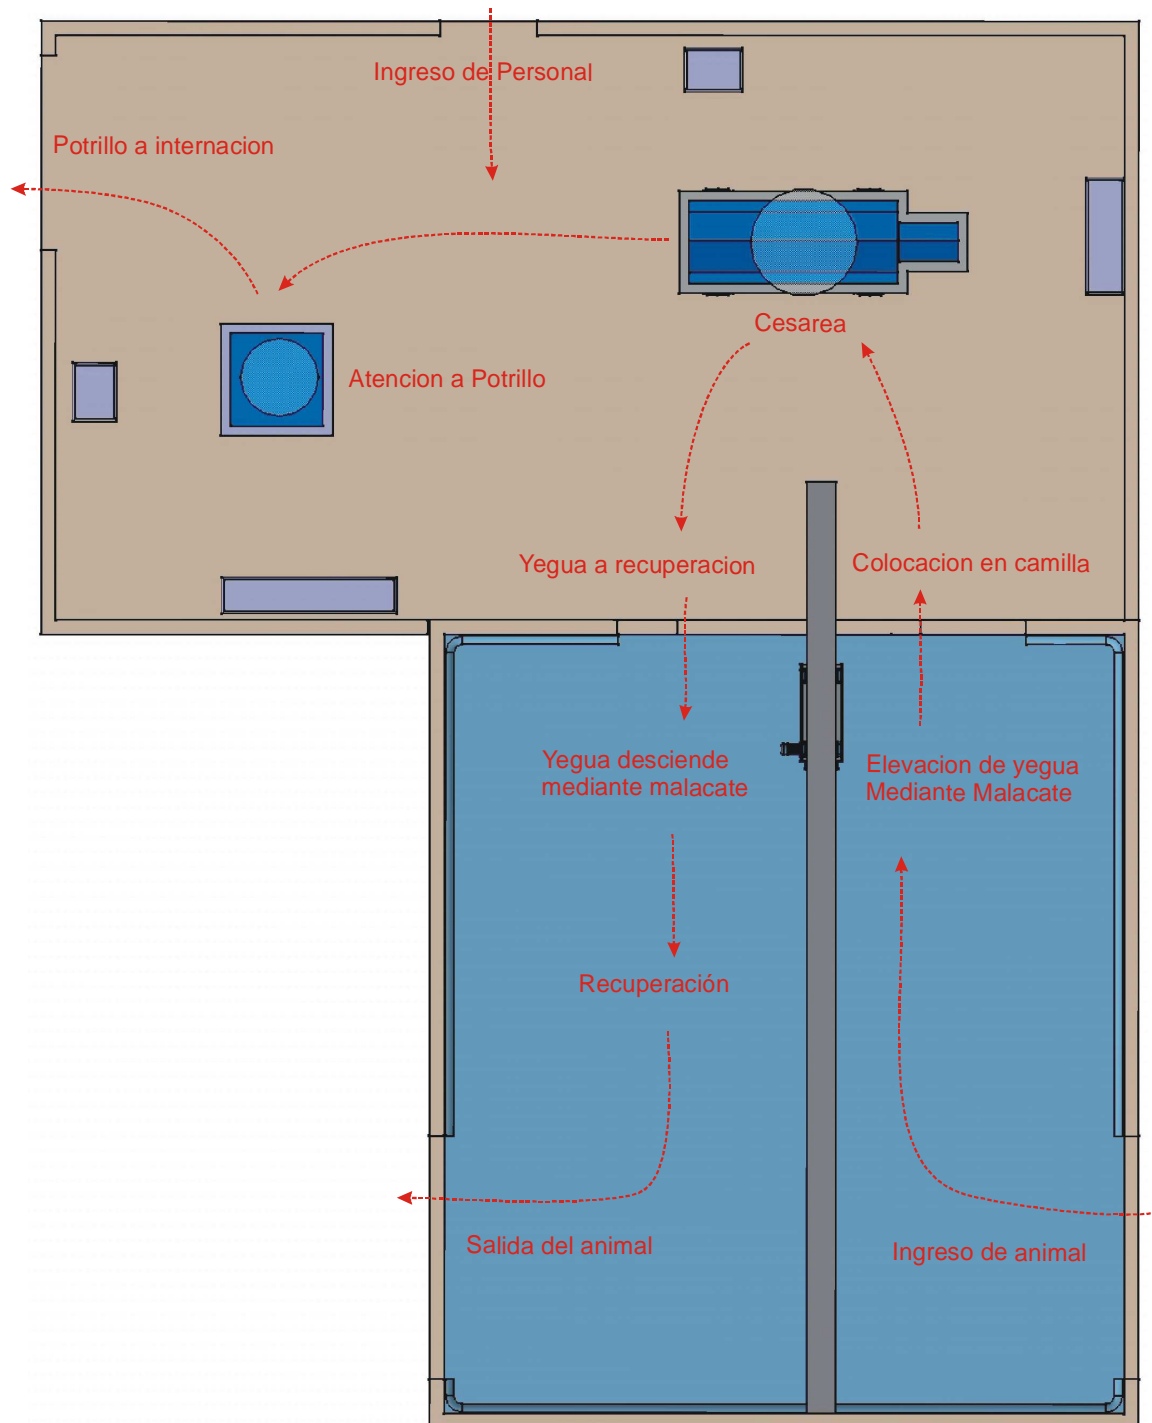 Ingreso de Personal
Potrillo a internacion
Cesarea
Atencion a Potrillo
Yegua a recuperacion
Colocacion en camilla
Yegua desciende
mediante malacate
Elevacion de yegua
Mediante Malacate
Recuperación
Salida del animal
Ingreso de animal